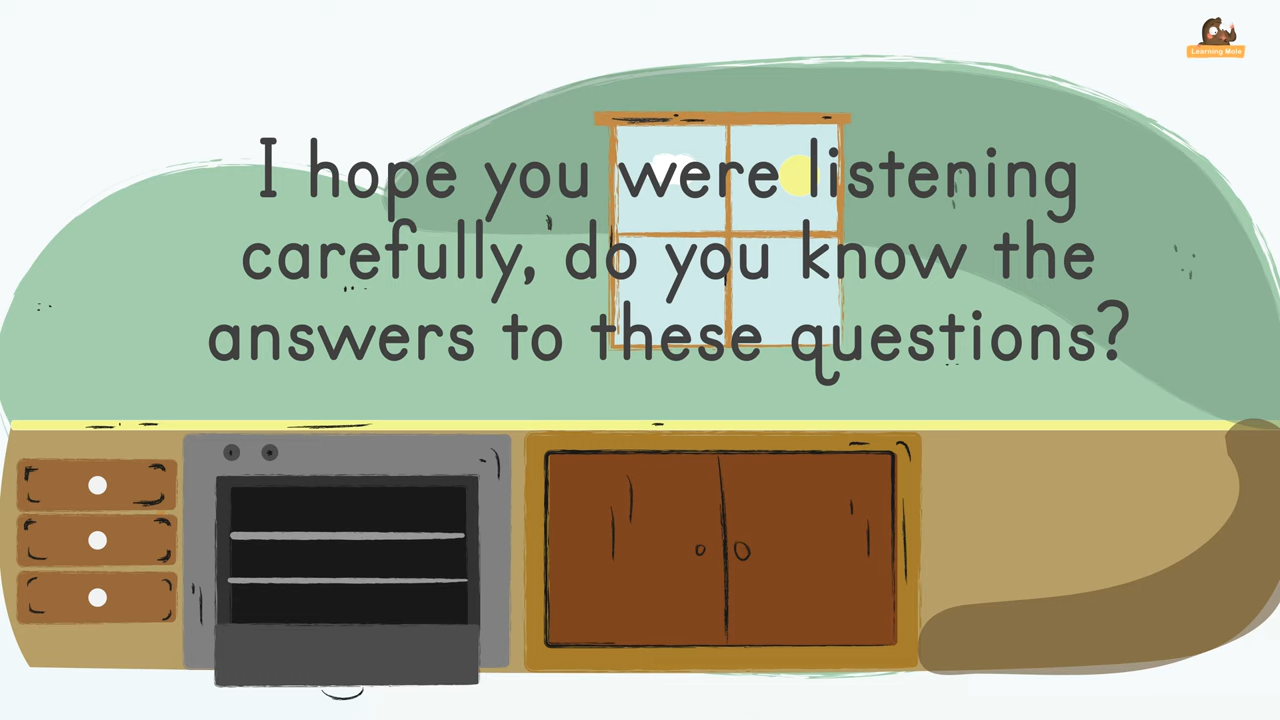 Learning Mole
I hope you were listening
carefully, do you know the
answers to these questions?